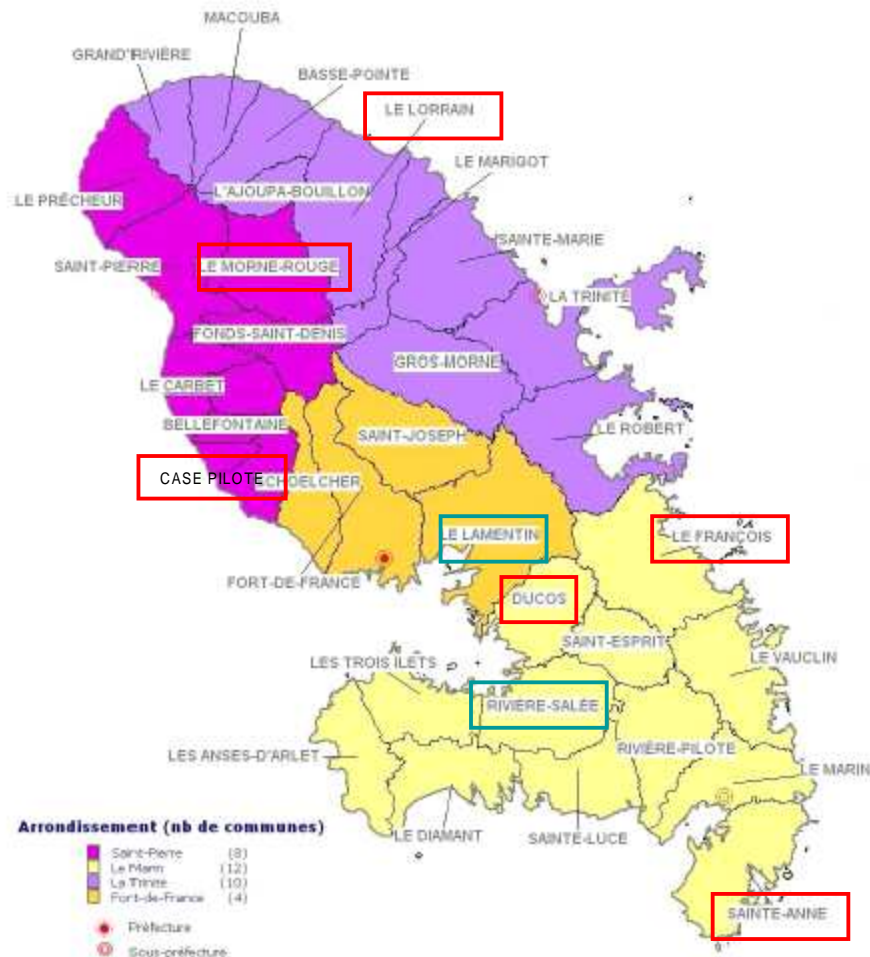 MACOUBA
GRAND'RIVIÈRE
BASSE-POINTE
LE LORRAIN
LE MARIGOT
L'AJOUPA-BOUILLON
LE PRÊCHEUR
SAINTE-MARIE
SAINT-PIERRE
LE MORNE-ROUGE
LA TRINITÉ
FONDS-SAINT-DENIS
GROS-MORNE
LE CARBET
BELLEFONTAINE
SAINT-JOSEPH
LE ROBERT
CASE PILOTE
CHOELCHER
LE LAMENTIN
LE FRANÇOIS
FORT-DE-FRANCE
DUCOS
SAINT-ESPRIT
LES TROIS ILETS
LE VAUCLIN
RIVIÈRE-SALÉE
RIVIÈRE-PILOTE
LES ANSES-D'ARLET
LE MARIN
LE DIAMANT
SAINTE-LUCE
SAINTE-ANNE
Arrondissement (nb de communes)
Saint-Pierre (8)
Le Marin (12)
La Trinité (10)
Fort-de-France (4)
Préfecture
Sous-préfecture